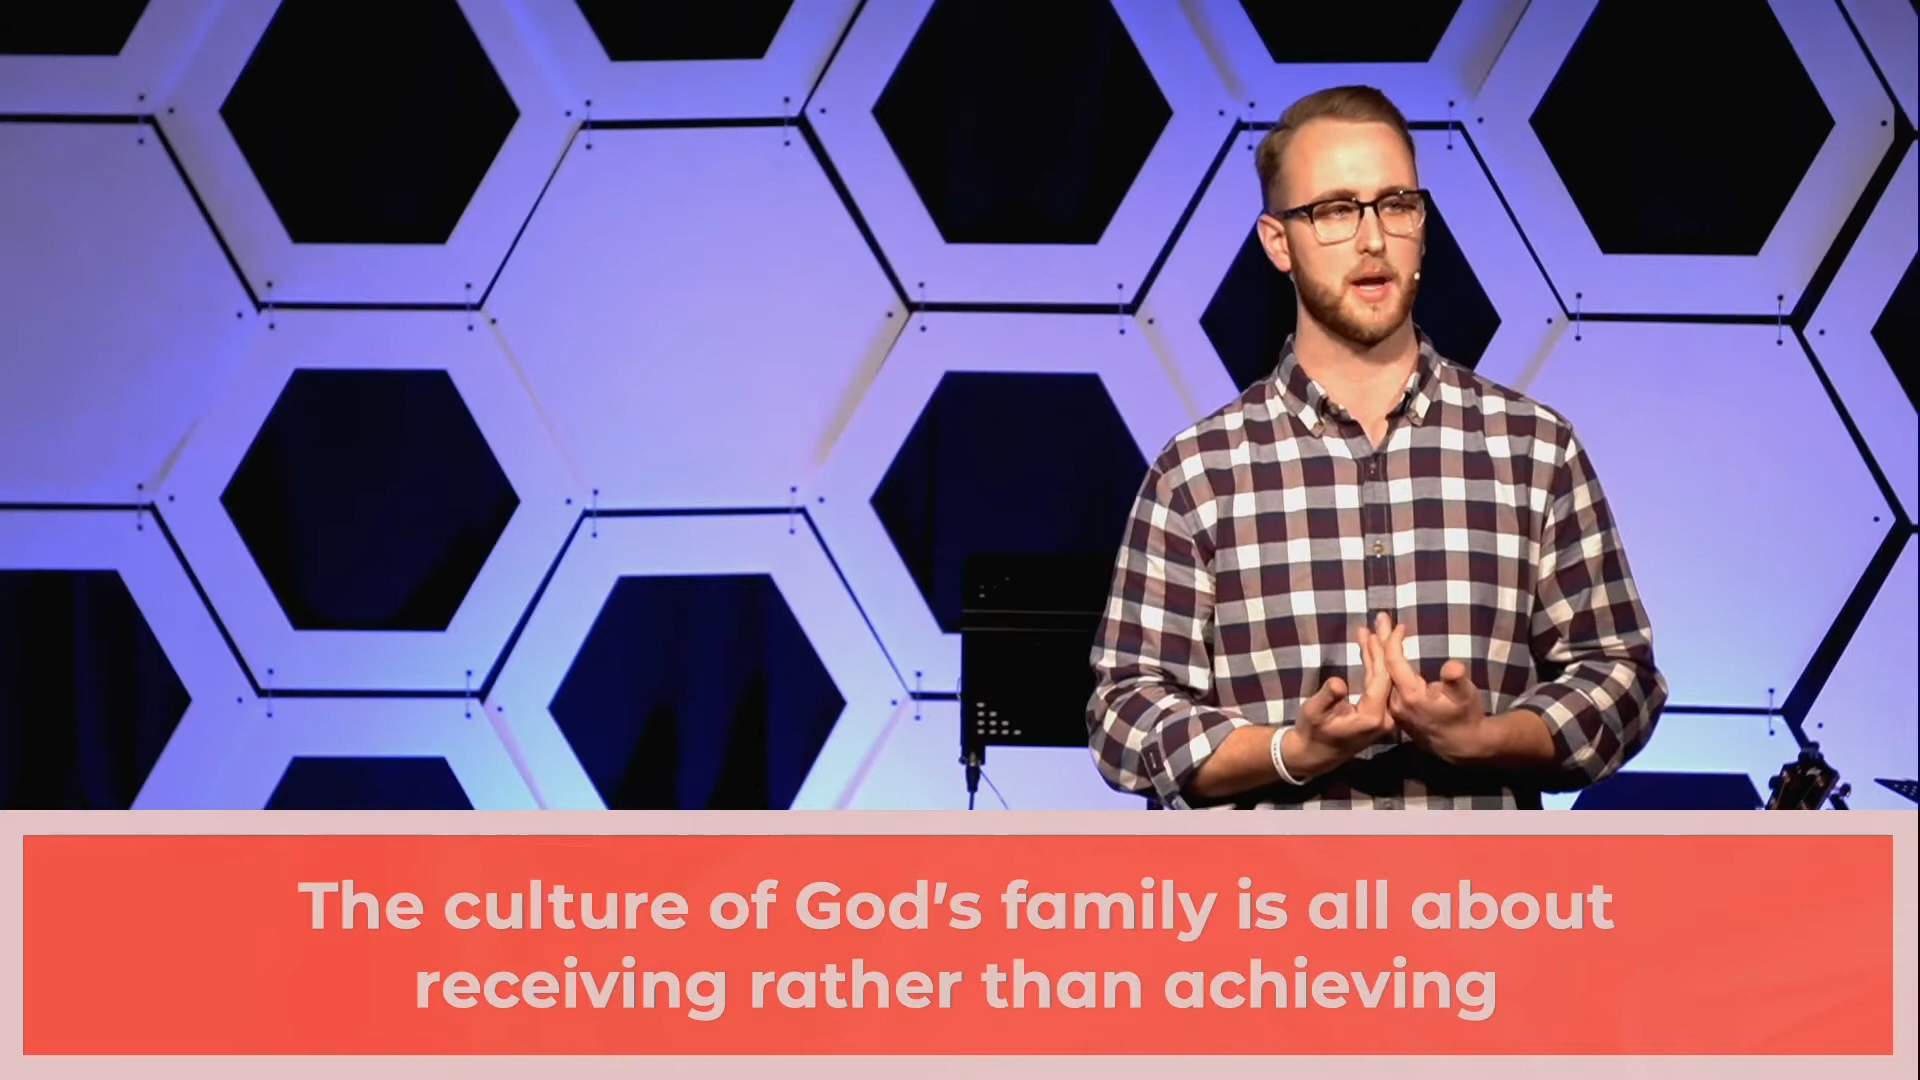 The culture of God's family is all about
receiving rather than achieving